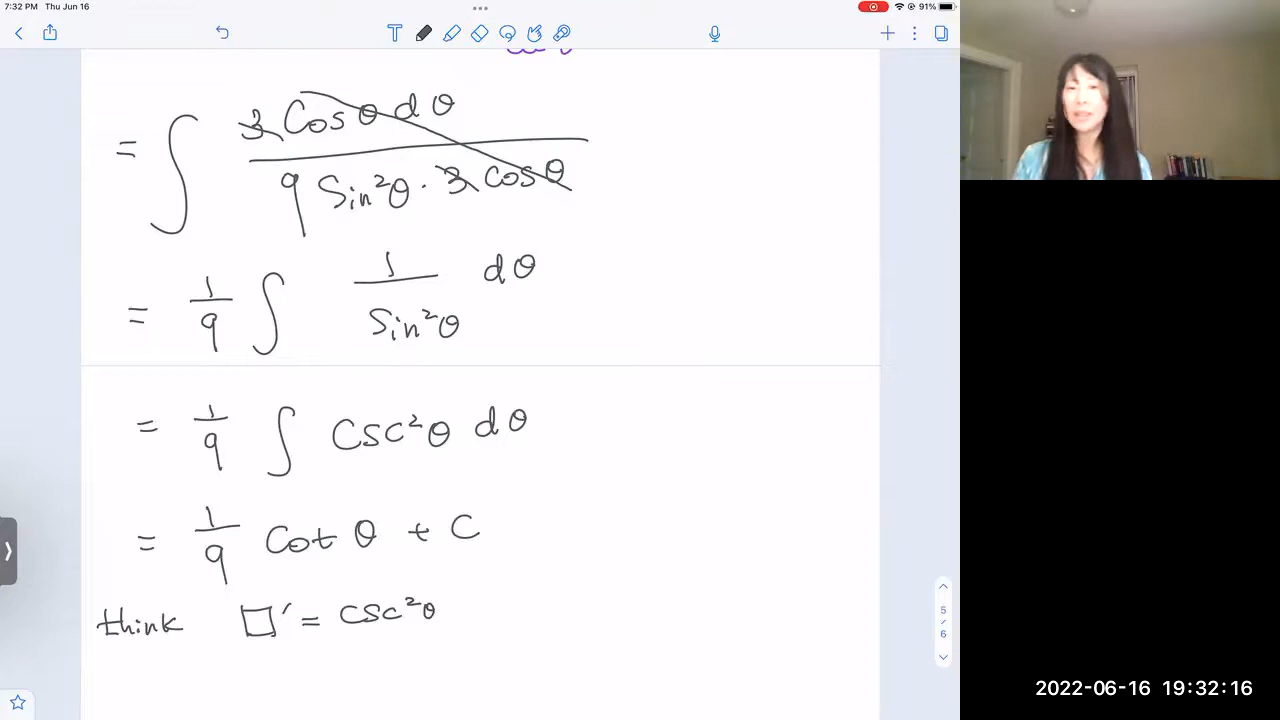 7:32 PM Thu Jun 16
91%
= ∫ 3 Cos θ d θ / 9 Sin²θ · 3 cos θ
= 1/9 ∫ 1/Sin²θ dθ
= 1/9 ∫ CSC²θ dθ
= 1/9 Cot θ + C
think □′ = CSC²θ
T
5
/
6
2022-06-16 19:32:16